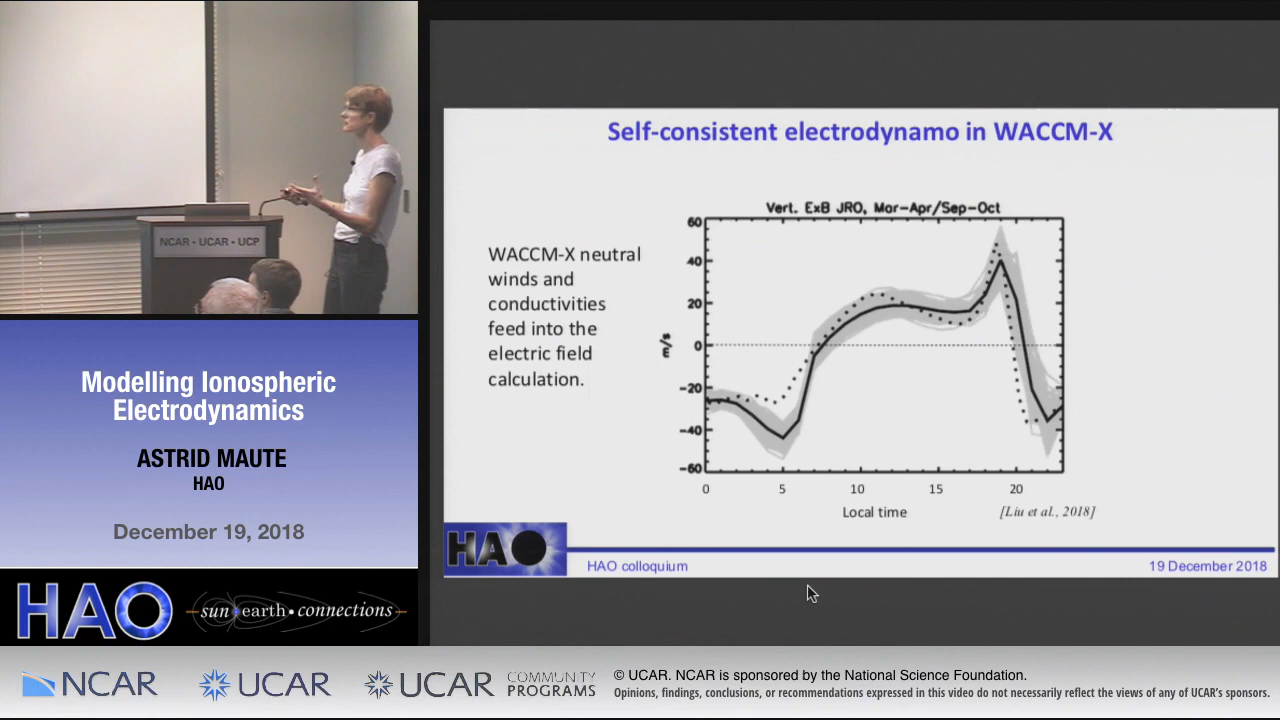 NCAR • UCAR • UCP
Modelling Ionospheric
Electrodynamics
ASTRID MAUTE
HAO
December 19, 2018
HAO
sun earth • connections
Self-consistent electrodynamo in WACCM-X
WACCM-X neutral
winds and
conductivities
feed into the
electric field
calculation.
Vert. ExB JRO, Mar-Apr/Sep-Oct
m/s
60
40
20
0
-20
-40
-60
0 5 10 15 20
Local time
[Liu et al., 2018]
HAO
HAO colloquium
19 December 2018
NCAR
UCAR
UCAR
COMMUNITY
PROGRAMS
© UCAR. NCAR is sponsored by the National Science Foundation.
Opinions, findings, conclusions, or recommendations expressed in this video do not necessarily reflect the views of any of UCAR's sponsors.